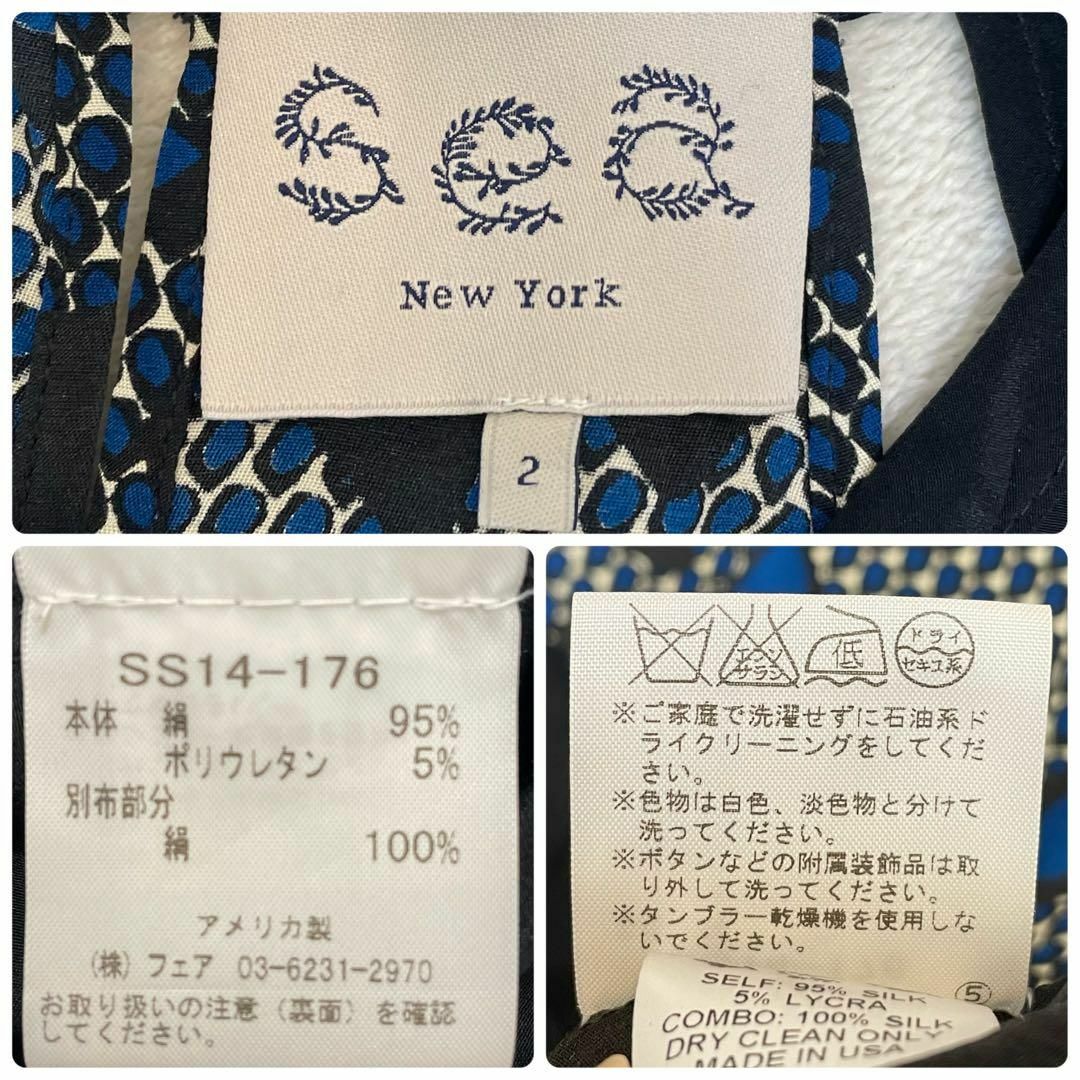 Sea
New York
2
SS14-176
本体 絹 95%
ポリウレタン 5%
別布部分
絹 100%
アメリカ製
(株) フェア 03-6231-2970
お取り扱いの注意(裏面)を確認
してください。
エンソ
サラシ
低
ドライ
セキユ系
※ご家庭で洗濯せずに石油系ド
ライクリーニングをしてくだ
さい。
※色物は白色、淡色物と分けて
洗ってください。
※ボタンなどの附属装飾品は取
り外して洗ってください。
※タンブラー乾燥機を使用しな
いでください。
⑤
SELF: 95% SILK
5% LYCRA
COMBO: 100% SILK
DRY CLEAN ONLY
MADE IN USA